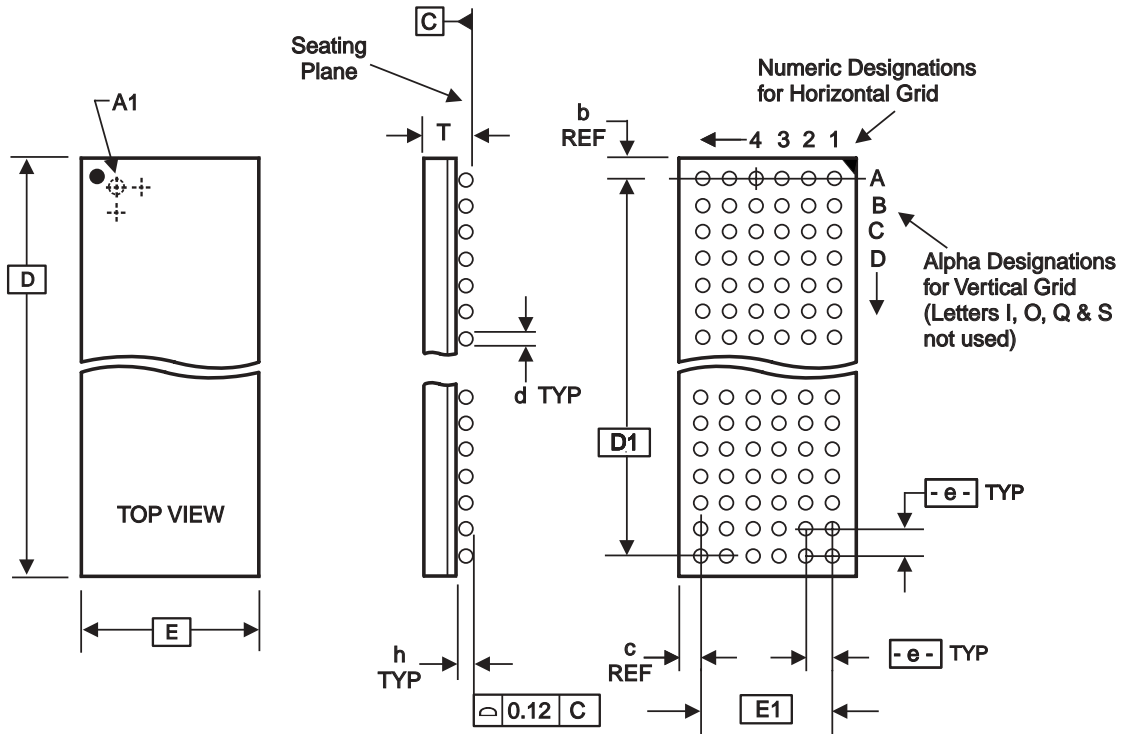 C
Seating
Plane
Numeric Designations
for Horizontal Grid
A1
T
b
REF
4 3 2 1
A
B
C
D
Alpha Designations
for Vertical Grid
(Letters I, O, Q & S
not used)
D
d TYP
D1
- e - TYP
TOP VIEW
E
h
TYP
c
REF
- e - TYP
0.12 C
E1